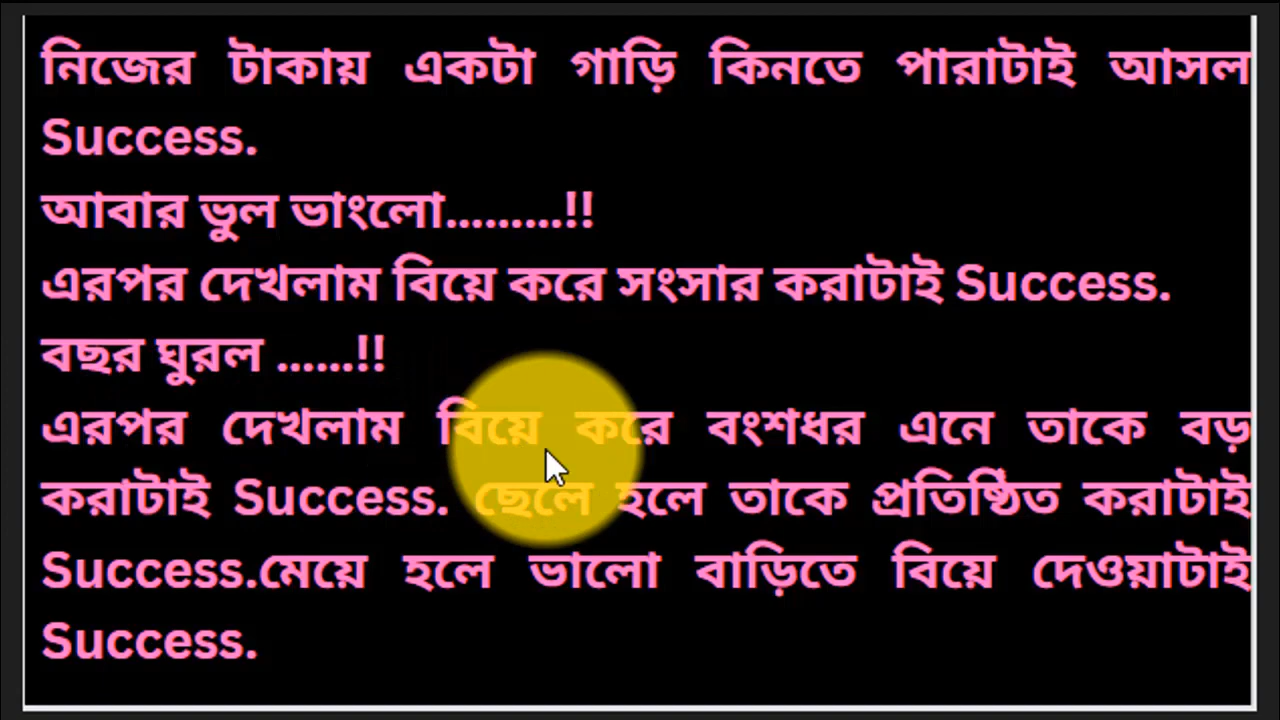 নিজের টাকায় একটা গাড়ি কিনতে পারাটাই আসল
Success.
আবার ভুল ভাংলো..........!!
এরপর দেখলাম বিয়ে করে সংসার করাটাই Success.
বছর ঘুরল ......!!
এরপর দেখলাম বিয়ে করে বংশধর এনে তাকে বড়
করাটাই Success. ছেলে হলে তাকে প্রতিষ্ঠিত করাটাই
Success.মেয়ে হলে ভালো বাড়িতে বিয়ে দেওয়াটাই
Success.